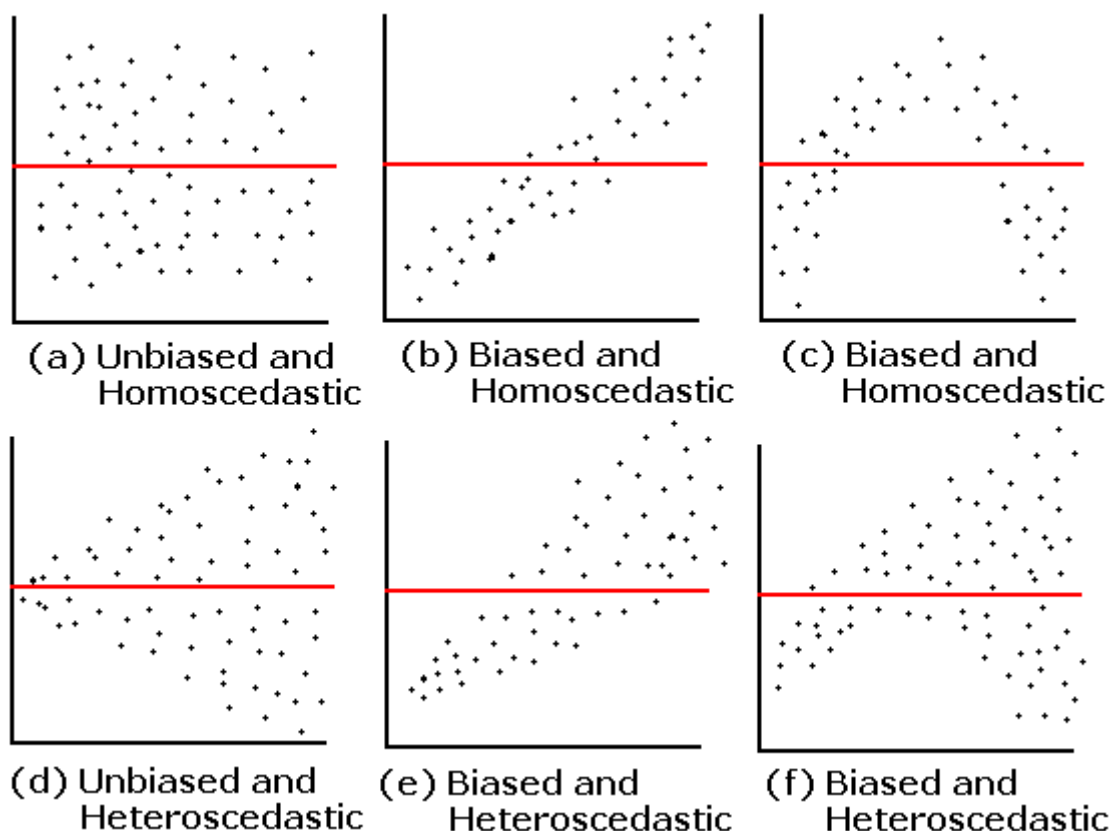 (a) Unbiased and
Homoscedastic
(b) Biased and
Homoscedastic
(c) Biased and
Homoscedastic
(d) Unbiased and
Heteroscedastic
(e) Biased and
Heteroscedastic
(f) Biased and
Heteroscedastic